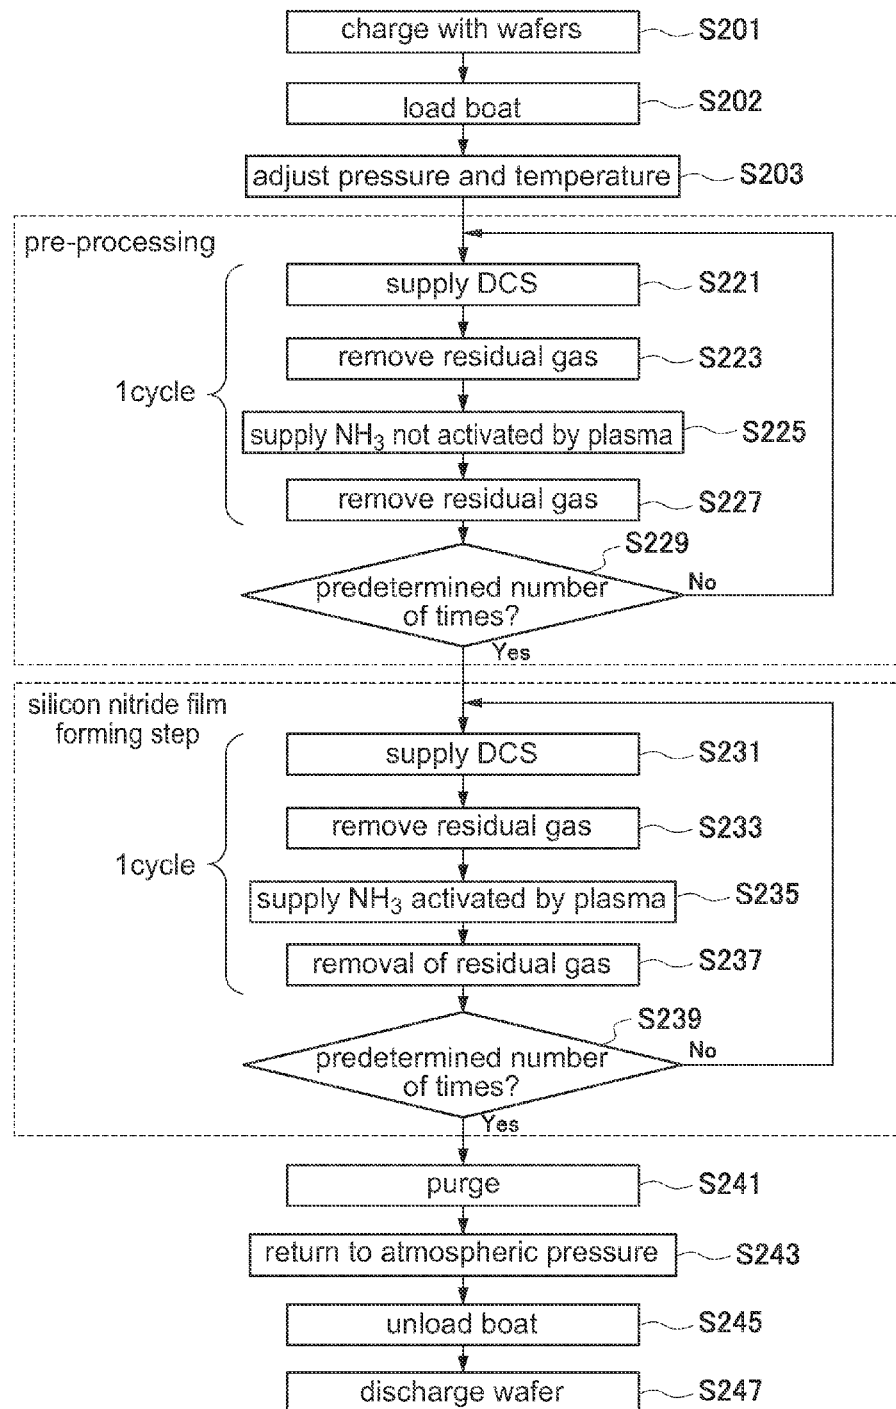 charge with wafers S201
load boat S202
adjust pressure and temperature S203
pre-processing
supply DCS S221
remove residual gas S223
1cycle
supply NH3 not activated by plasma S225
remove residual gas S227
S229
predetermined number
of times?
No
Yes
silicon nitride film
forming step
supply DCS S231
remove residual gas S233
1cycle
supply NH3 activated by plasma S235
removal of residual gas S237
S239
predetermined number
of times?
No
Yes
purge S241
return to atmospheric pressure S243
unload boat S245
discharge wafer S247